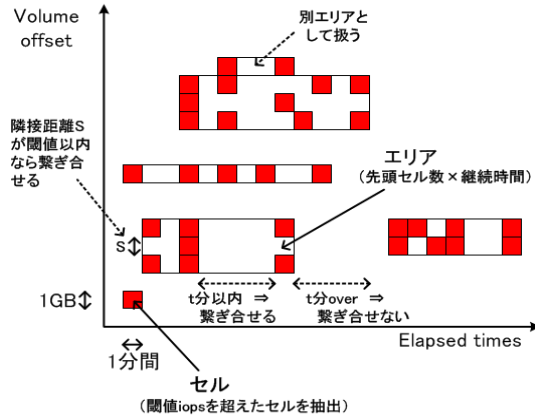 Volume
offset
別エリアと
して扱う
隣接距離S
が閾値以内
なら繋ぎ合せ
る
エリア
(先頭セル数×継続時間)
S
t分以内 ⇒
繋ぎ合せる
t分over ⇒
繋ぎ合せない
1GB
Elapsed times
1分間
セル
(閾値iopsを超えたセルを抽出)